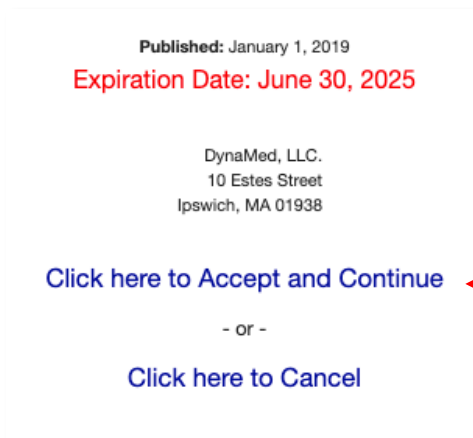 Published: January 1, 2019
Expiration Date: June 30, 2025
DynaMed, LLC.
10 Estes Street
Ipswich, MA 01938
Click here to Accept and Continue
- or -
Click here to Cancel